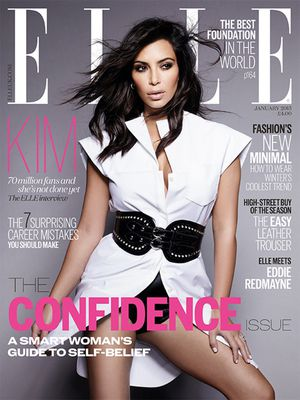 ELLE
ELLEUK.COM
THE BEST
FOUNDATION
IN THE
WORLD
p164
JANUARY 2015
£4.00
KIM
70 million fans and
she's not done yet
The ELLE interview
THE 7 SURPRISING
CAREER MISTAKES
YOU SHOULD MAKE
FASHION'S
NEW
MINIMAL
HOW TO WEAR
WINTER'S
COOLEST TREND
HIGH-STREET BUY
OF THE SEASON
THE EASY
LEATHER
TROUSER
ELLE MEETS
EDDIE
REDMAYNE
THE
CONFIDENCE
ISSUE
A SMART WOMAN'S
GUIDE TO SELF-BELIEF